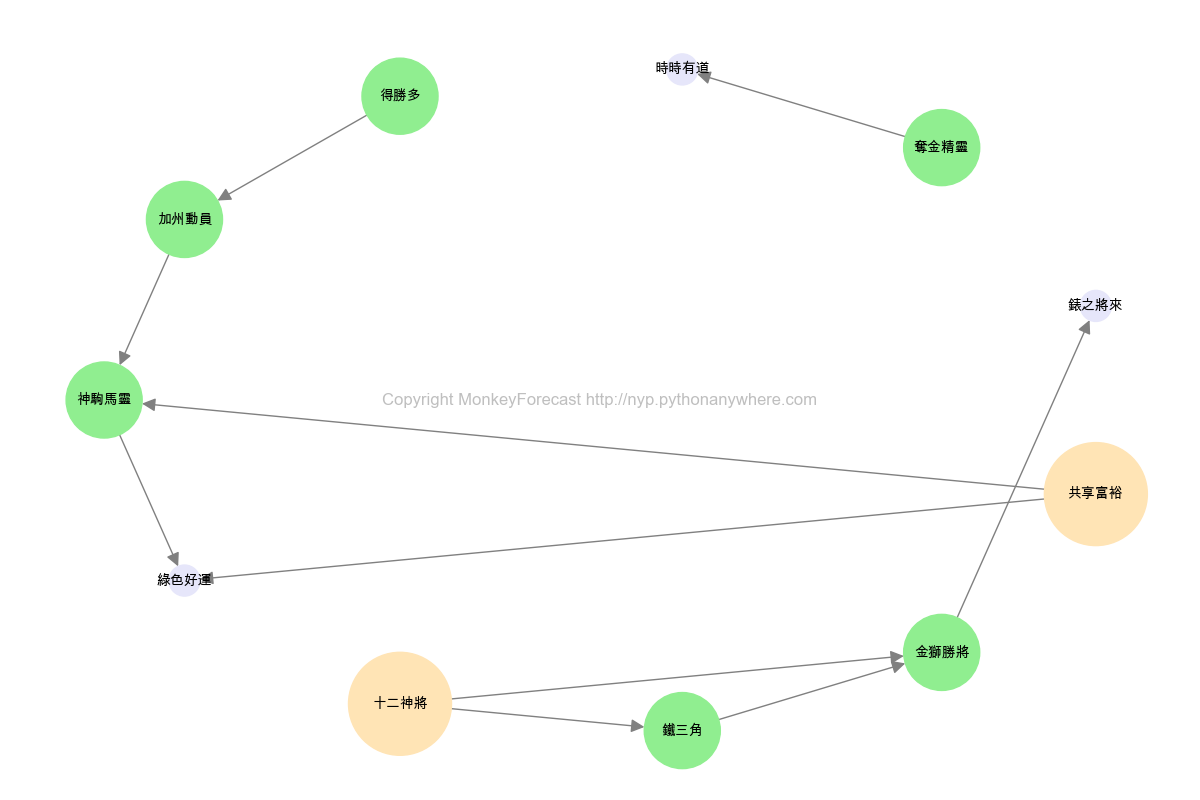 時時有道
得勝多
奪金精靈
加州動員
錶之將來
神駒馬靈
Copyright MonkeyForecast http://nyp.pythonanywhere.com
共享富裕
綠色好運
金獅勝將
十二神將
鐵三角